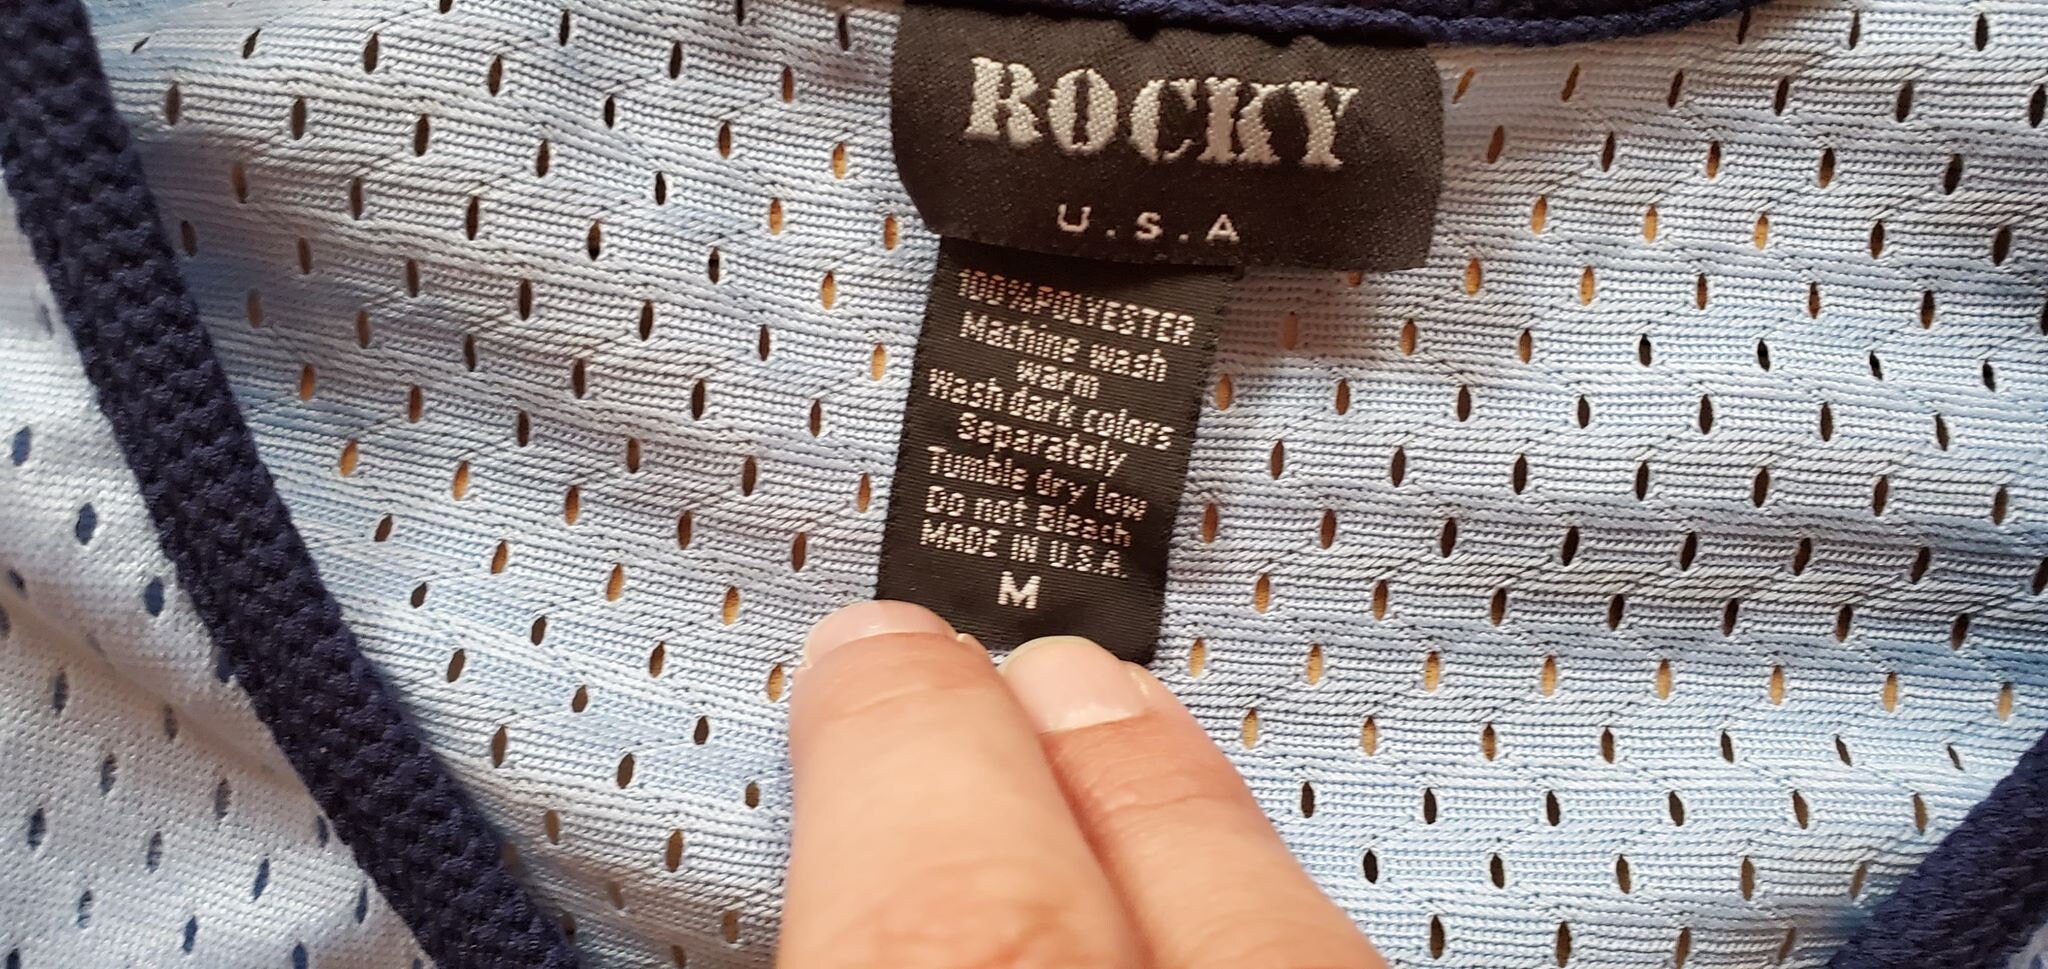 ROCKY
U.S.A
100% POLYESTER
Machine wash
warm
Wash dark colors
Separately
Tumble dry low
Do not Bleach
MADE IN U.S.A.
M